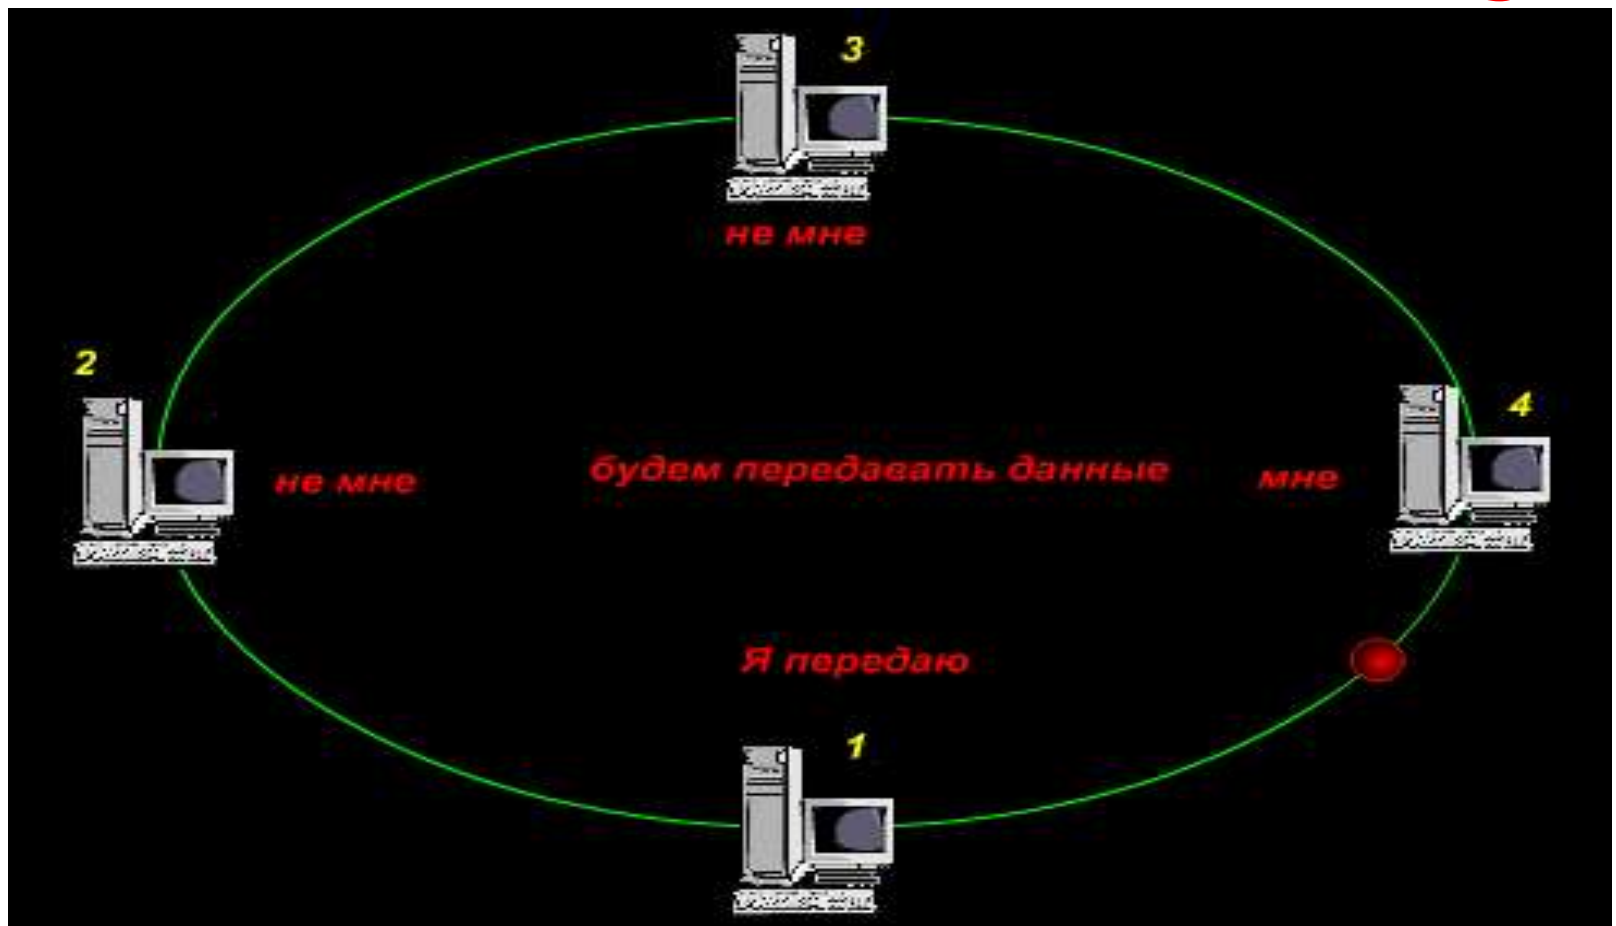 3
не мне
2
4
не мне
будем передавать данные
мне
Я передаю
1